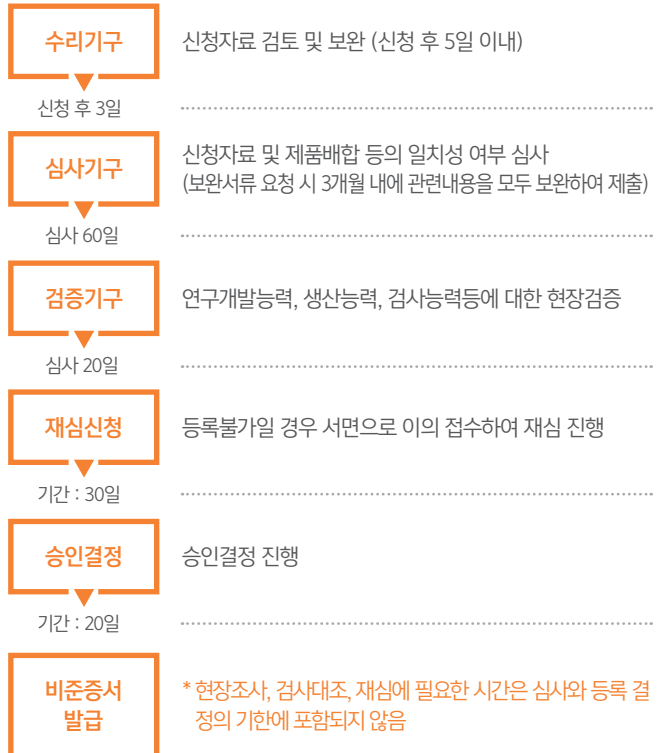 수리기구
신청자료 검토 및 보완 (신청 후 5일 이내)
신청 후 3일
심사기구
신청자료 및 제품배합 등의 일치성 여부 심사
(보완서류 요청 시 3개월 내에 관련내용을 모두 보완하여 제출)
심사 60일
검증기구
연구개발능력, 생산능력, 검사능력등에 대한 현장검증
심사 20일
재심신청
등록불가일 경우 서면으로 이의 접수하여 재심 진행
기간 : 30일
승인결정
승인결정 진행
기간 : 20일
비준증서
발급
* 현장조사, 검사대조, 재심에 필요한 시간은 심사와 등록 결
정의 기한에 포함되지 않음